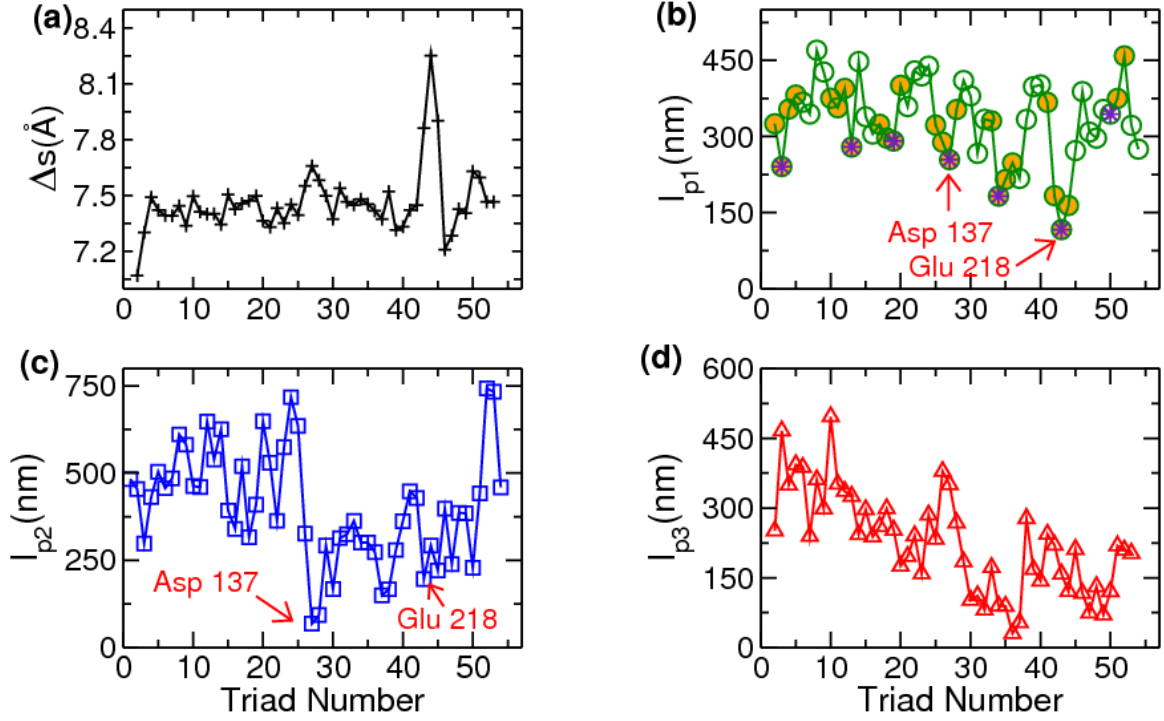 (a)
8.4
8.1
7.8
7.5
7.2
Δs(Å)
0 10 20 30 40 50
(b)
450
300
150
0
l_p1(nm)
Asp 137
Glu 218
0 10 20 30 40 50
(c)
750
500
250
0
l_p2(nm)
Asp 137
Glu 218
0 10 20 30 40 50
Triad Number
(d)
600
450
300
150
0
l_p3(nm)
0 10 20 30 40 50
Triad Number